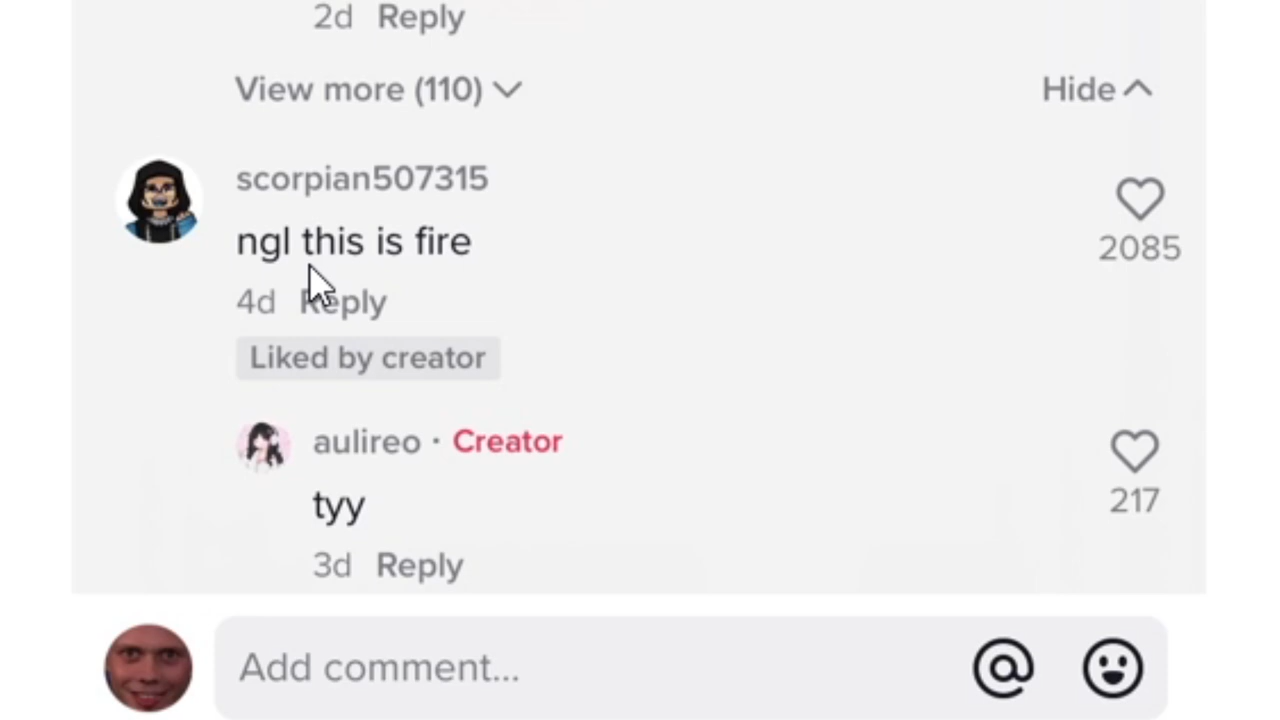 2d Reply
View more (110) Hide
scorpian507315
ngl this is fire
2085
4d Reply
Liked by creator
aulireo · Creator
tyy
217
3d Reply
Add comment...